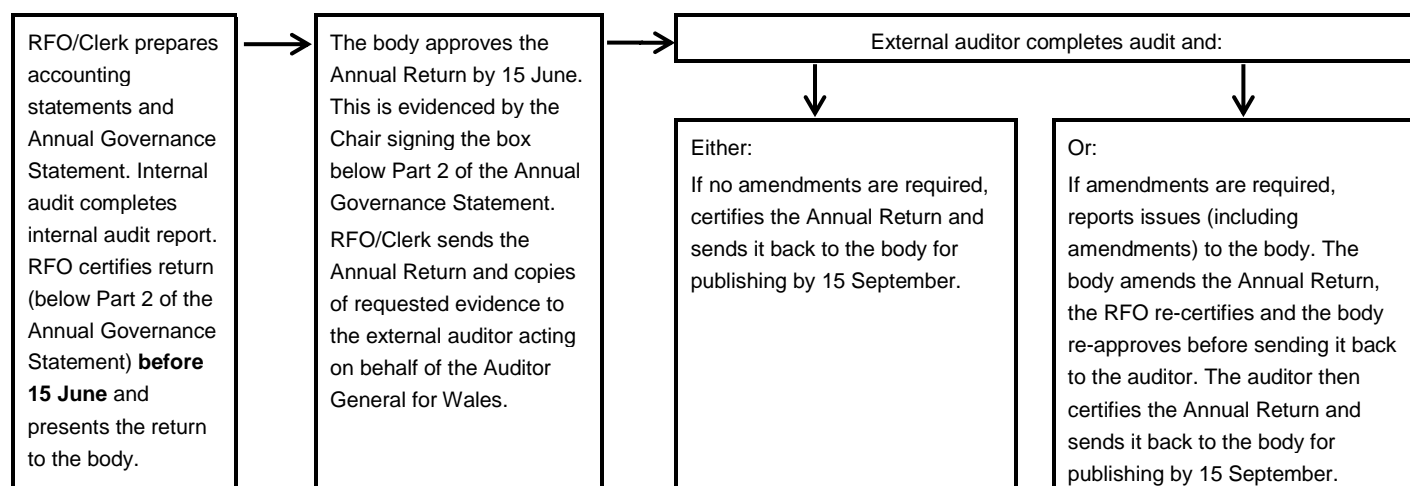 RFO/Clerk prepares
accounting
statements and
Annual Governance
Statement. Internal
audit completes
internal audit report.
RFO certifies return
(below Part 2 of the
Annual Governance
Statement) before
15 June and
presents the return
to the body.
The body approves the
Annual Return by 15 June.
This is evidenced by the
Chair signing the box
below Part 2 of the Annual
Governance Statement.
RFO/Clerk sends the
Annual Return and copies
of requested evidence to
the external auditor acting
on behalf of the Auditor
General for Wales.
External auditor completes audit and:
Either:
If no amendments are required,
certifies the Annual Return and
sends it back to the body for
publishing by 15 September.
Or:
If amendments are required,
reports issues (including
amendments) to the body. The
body amends the Annual Return,
the RFO re-certifies and the body
re-approves before sending it back
to the auditor. The auditor then
certifies the Annual Return and
sends it back to the body for
publishing by 15 September.